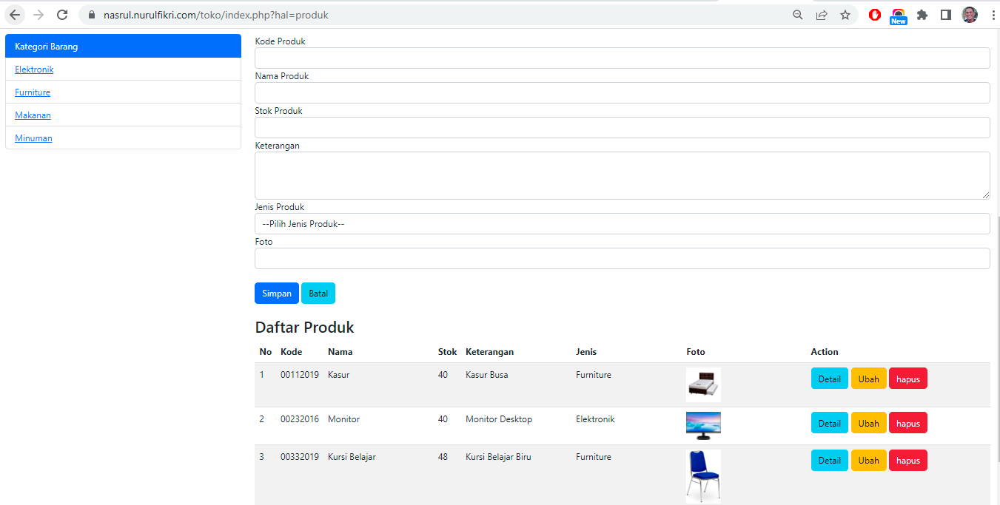 nasrul.nurulfikri.com/toko/index.php?hal=produk
New
Kategori Barang
Elektronik
Furniture
Makanan
Minuman
Kode Produk
Nama Produk
Stok Produk
Keterangan
Jenis Produk
--Pilih Jenis Produk--
Foto
Simpan Batal
Daftar Produk
No Kode Nama Stok Keterangan Jenis Foto Action
1 00112019 Kasur 40 Kasur Busa Furniture Detail Ubah hapus
2 00232016 Monitor 40 Monitor Desktop Elektronik Detail Ubah hapus
3 00332019 Kursi Belajar 48 Kursi Belajar Biru Furniture Detail Ubah hapus